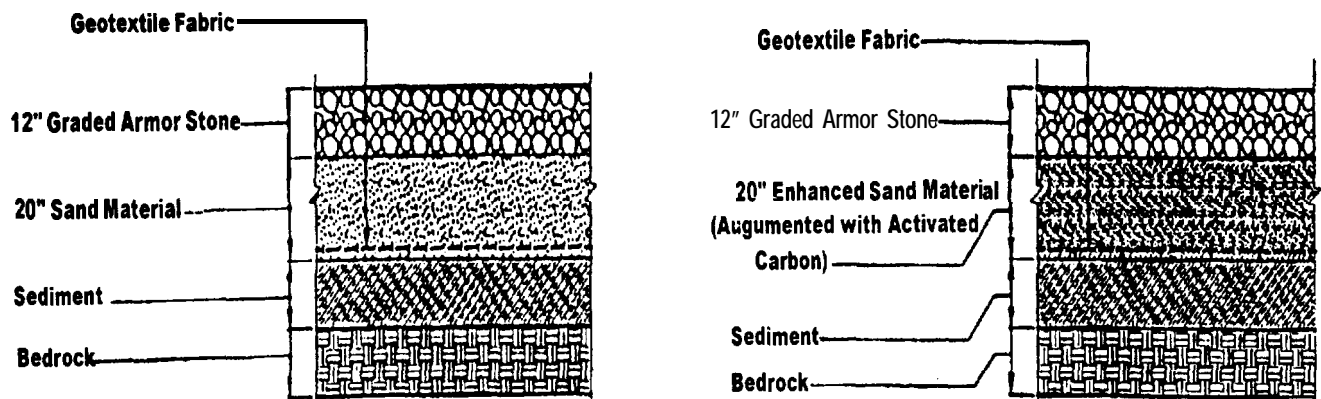 Geotextile Fabric
12" Graded Armor Stone
20" Sand Material
Sediment
Bedrock
Geotextile Fabric
12" Graded Armor Stone
20" Enhanced Sand Material
(Augumented with Activated
Carbon)
Sediment
Bedrock